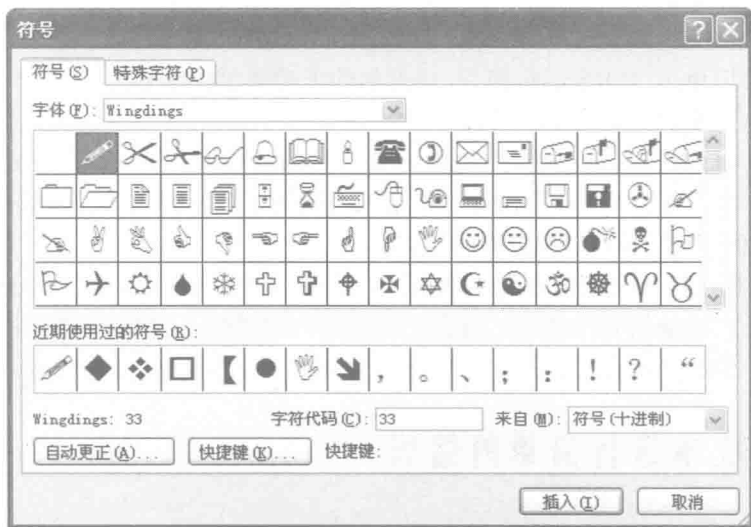 符号
符号(S) 特殊字符(P)
字体(F): Wingdings
近期使用过的符号(R):
, 。 、 ; : ! ? “
Wingdings: 33 字符代码(C): 33 来自(M): 符号(十进制)
自动更正(A)... 快捷键(K)... 快捷键:
插入(I) 取消